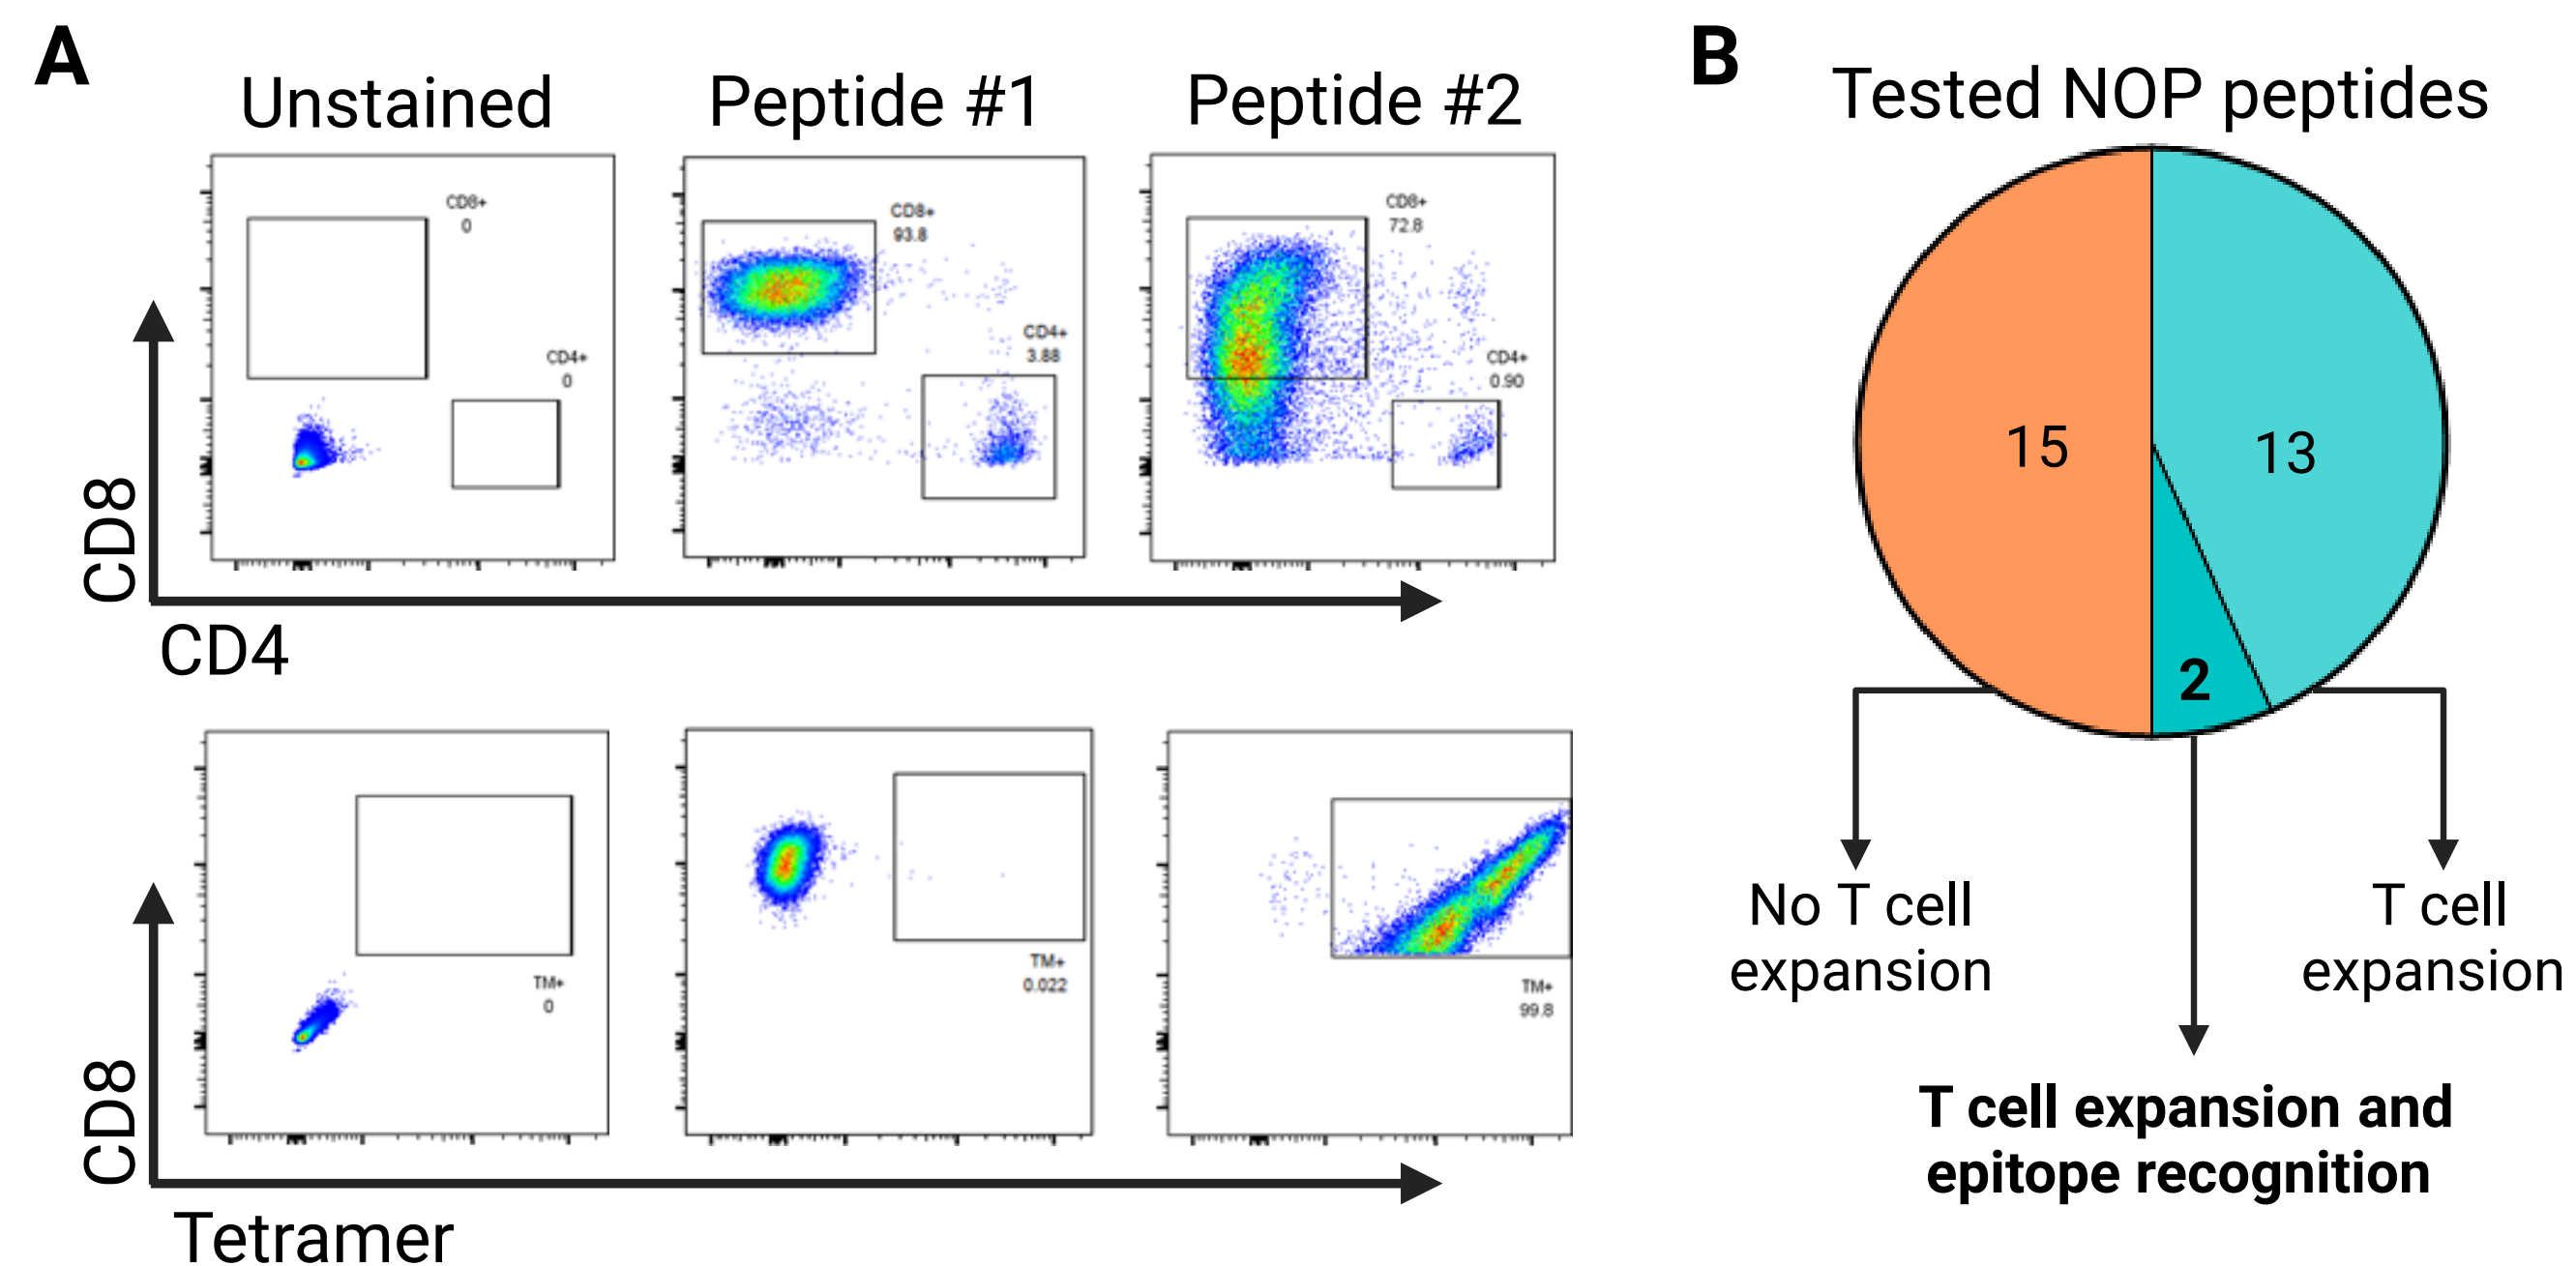 A
Unstained
Peptide #1
Peptide #2
CD8+
0
CD4+
0
CD8+
93.8
CD4+
3.88
CD8+
72.8
CD4+
0.90
CD8
CD4
TM+
0
TM+
0.022
TM+
99.8
CD8
Tetramer
B
Tested NOP peptides
15
13
2
No T cell
expansion
T cell
expansion
T cell expansion and
epitope recognition